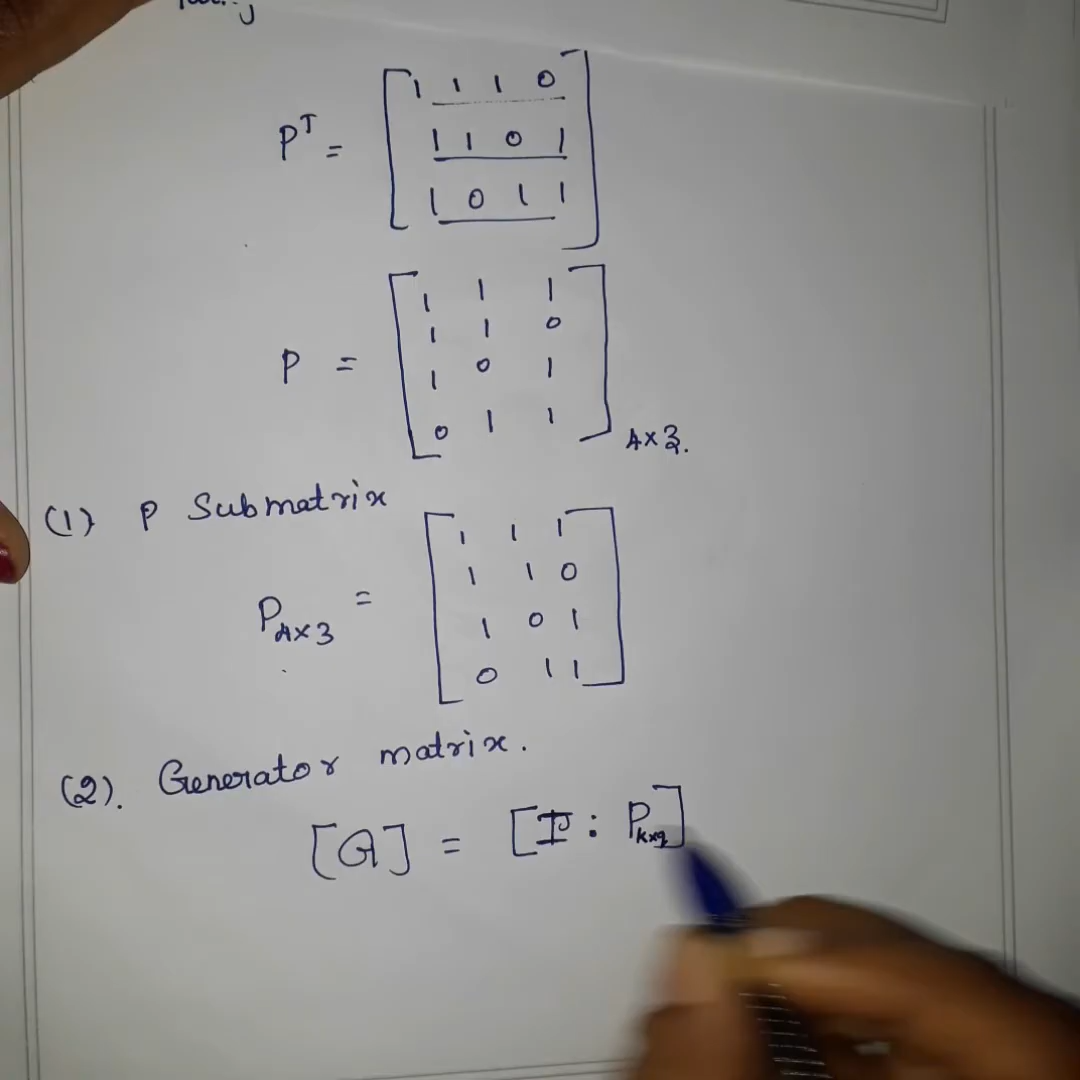 Pᵀ = [ 1 1 1 0
1 1 0 1
1 0 1 1 ]
P = [ 1 1 1
1 1 0
1 0 1
0 1 1 ] 4×3.
(1) P Submatrix
P4×3 = [ 1 1 1
1 1 0
1 0 1
0 1 1 ]
(2). Generator matrix.
[G] = [ I : Pk×q ]